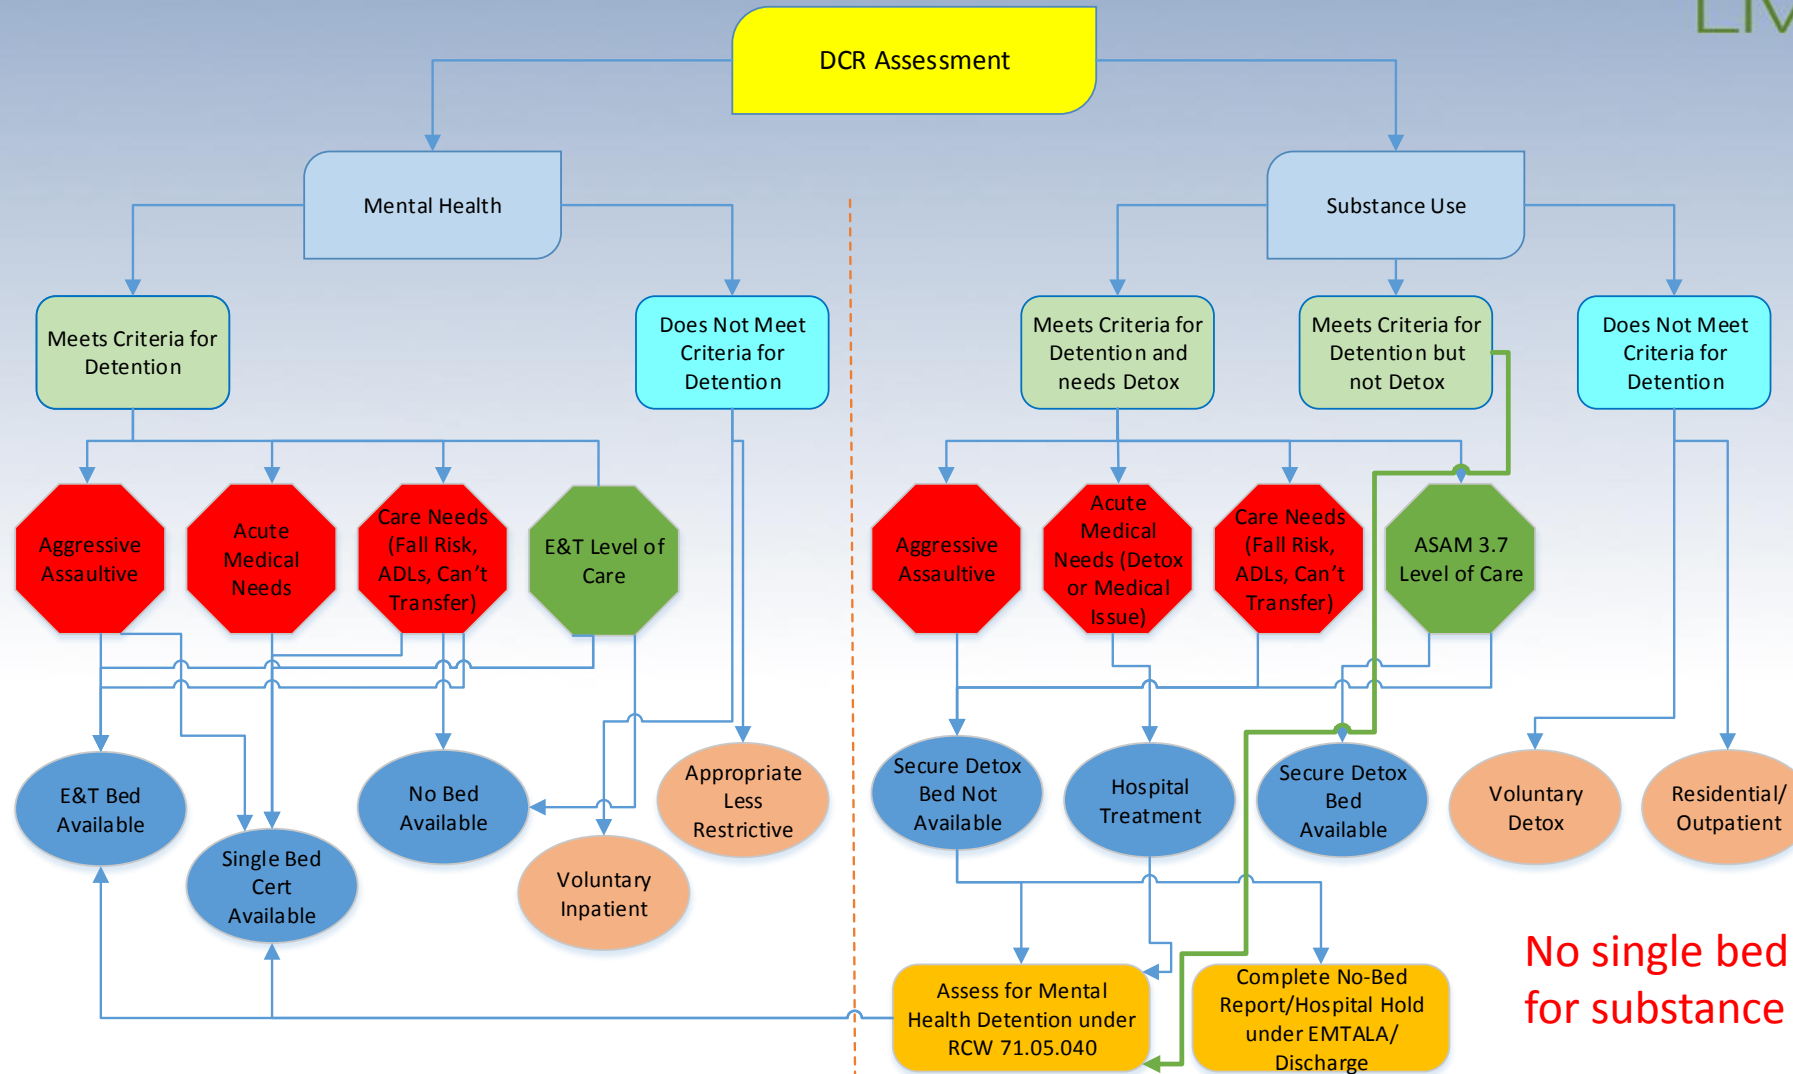 LIV
DCR Assessment
Mental Health
Substance Use
Meets Criteria for
Detention
Does Not Meet
Criteria for
Detention
Meets Criteria for
Detention and
needs Detox
Meets Criteria for
Detention but
not Detox
Does Not Meet
Criteria for
Detention
Aggressive
Assaultive
Acute
Medical
Needs
Care Needs
(Fall Risk,
ADLs, Can't
Transfer)
E&T Level of
Care
Aggressive
Assaultive
Acute
Medical
Needs (Detox
or Medical
Issue)
Care Needs
(Fall Risk,
ADLs, Can't
Transfer)
ASAM 3.7
Level of Care
E&T Bed
Available
Single Bed
Cert
Available
No Bed
Available
Voluntary
Inpatient
Appropriate
Less
Restrictive
Secure Detox
Bed Not
Available
Hospital
Treatment
Secure Detox
Bed
Available
Voluntary
Detox
Residential/
Outpatient
Assess for Mental
Health Detention under
RCW 71.05.040
Complete No-Bed
Report/Hospital Hold
under EMTALA/
Discharge
No single bed
for substance